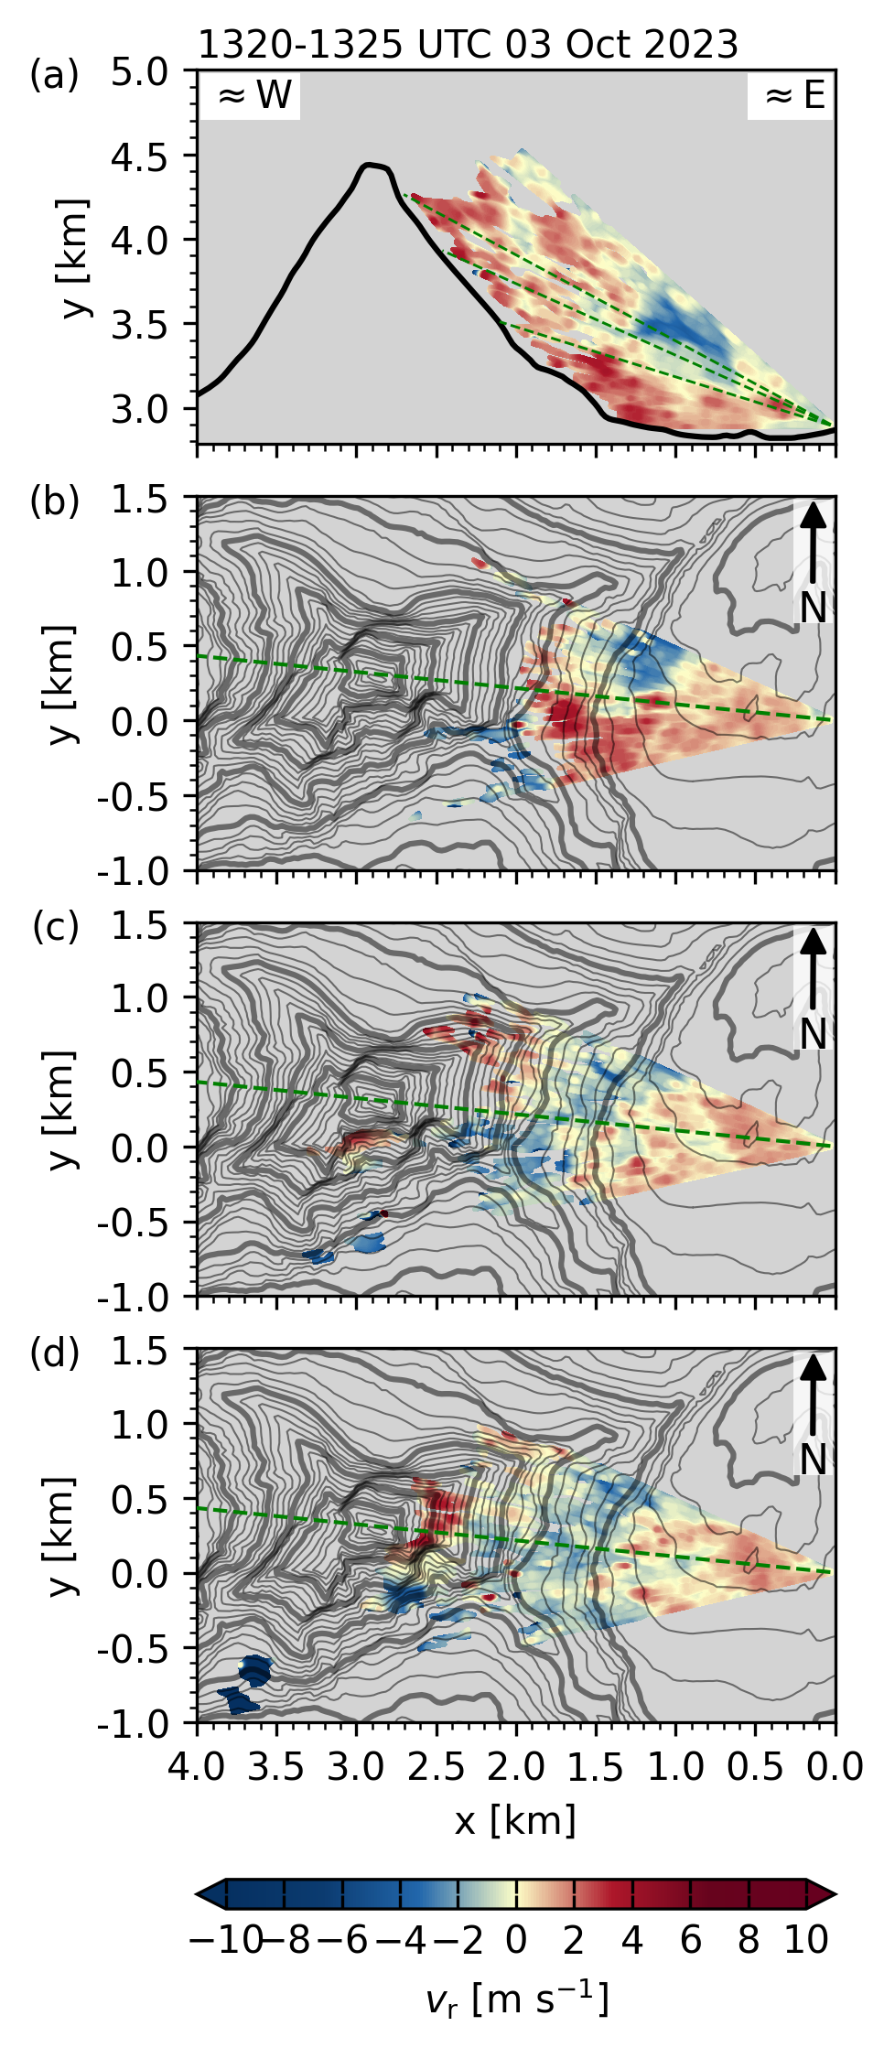 1320-1325 UTC 03 Oct 2023
(a)
≈W
≈E
5.0
4.5
4.0
3.5
3.0
y [km]
(b)
1.5
1.0
0.5
0.0
-0.5
-1.0
y [km]
N
(c)
1.5
1.0
0.5
0.0
-0.5
-1.0
y [km]
N
(d)
1.5
1.0
0.5
0.0
-0.5
-1.0
y [km]
N
4.0 3.5 3.0 2.5 2.0 1.5 1.0 0.5 0.0
x [km]
−10 −8 −6 −4 −2 0 2 4 6 8 10
vr [m s⁻¹]